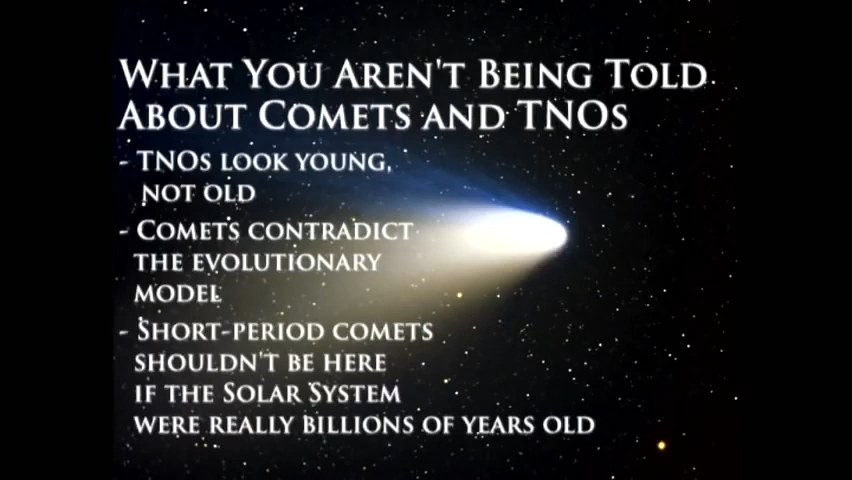 What You Aren't Being Told
About Comets and TNOs
- TNOs look young,
not old
- Comets contradict
the evolutionary
model
- Short-period comets
shouldn't be here
if the Solar System
were really billions of years old